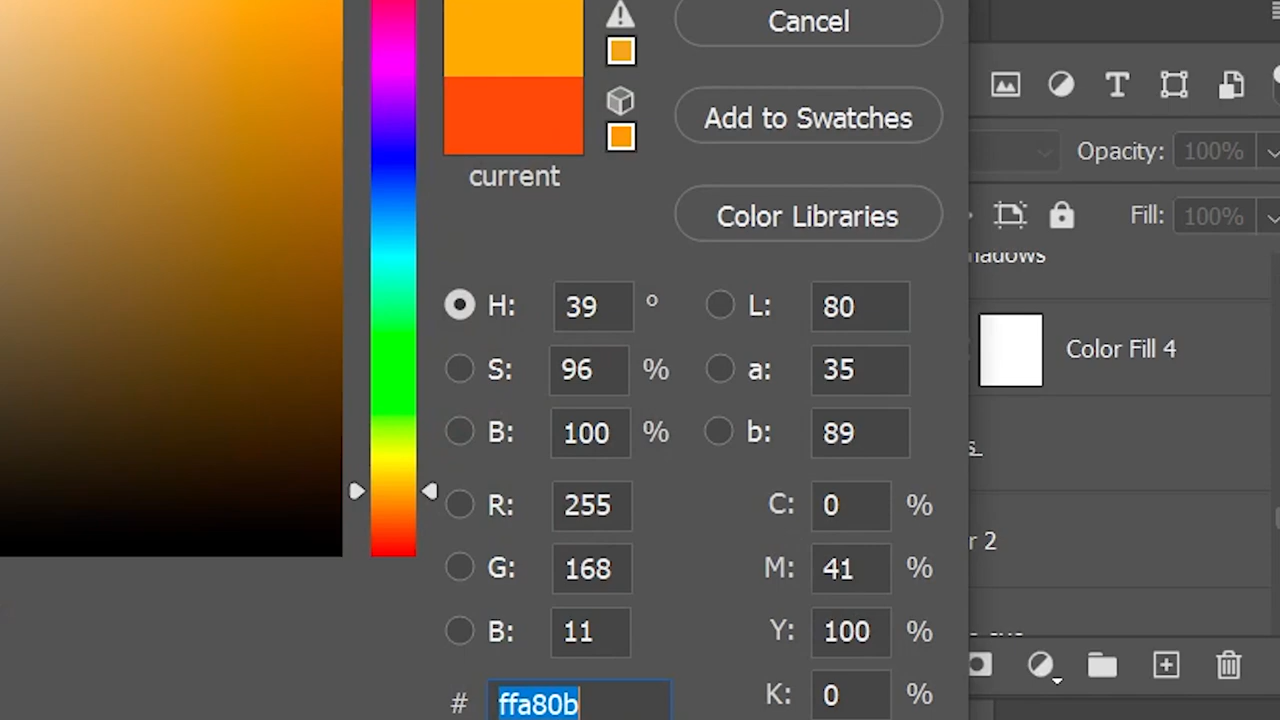 Cancel
Add to Swatches
current
Color Libraries
Opacity: 100%
Fill: 100%
H: 39 °
S: 96 %
B: 100 %
L: 80
a: 35
b: 89
Color Fill 4
R: 255
G: 168
B: 11
# ffa80b
C: 0 %
M: 41 %
Y: 100 %
K: 0 %
r 2